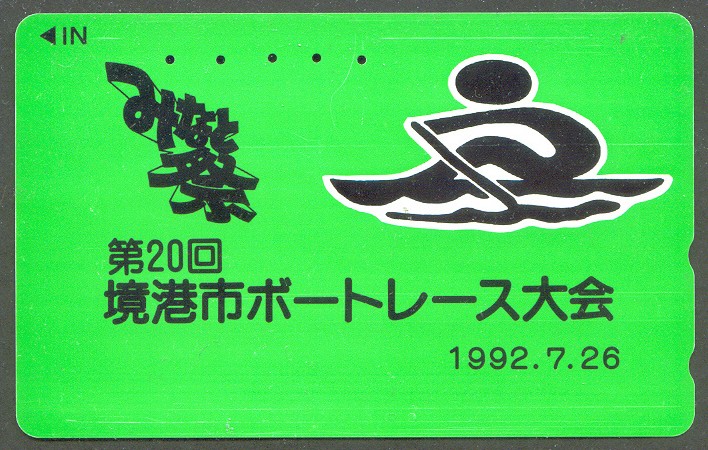 ◀IN
みなと
祭
第20回
境港市ボートレース大会
1992.7.26